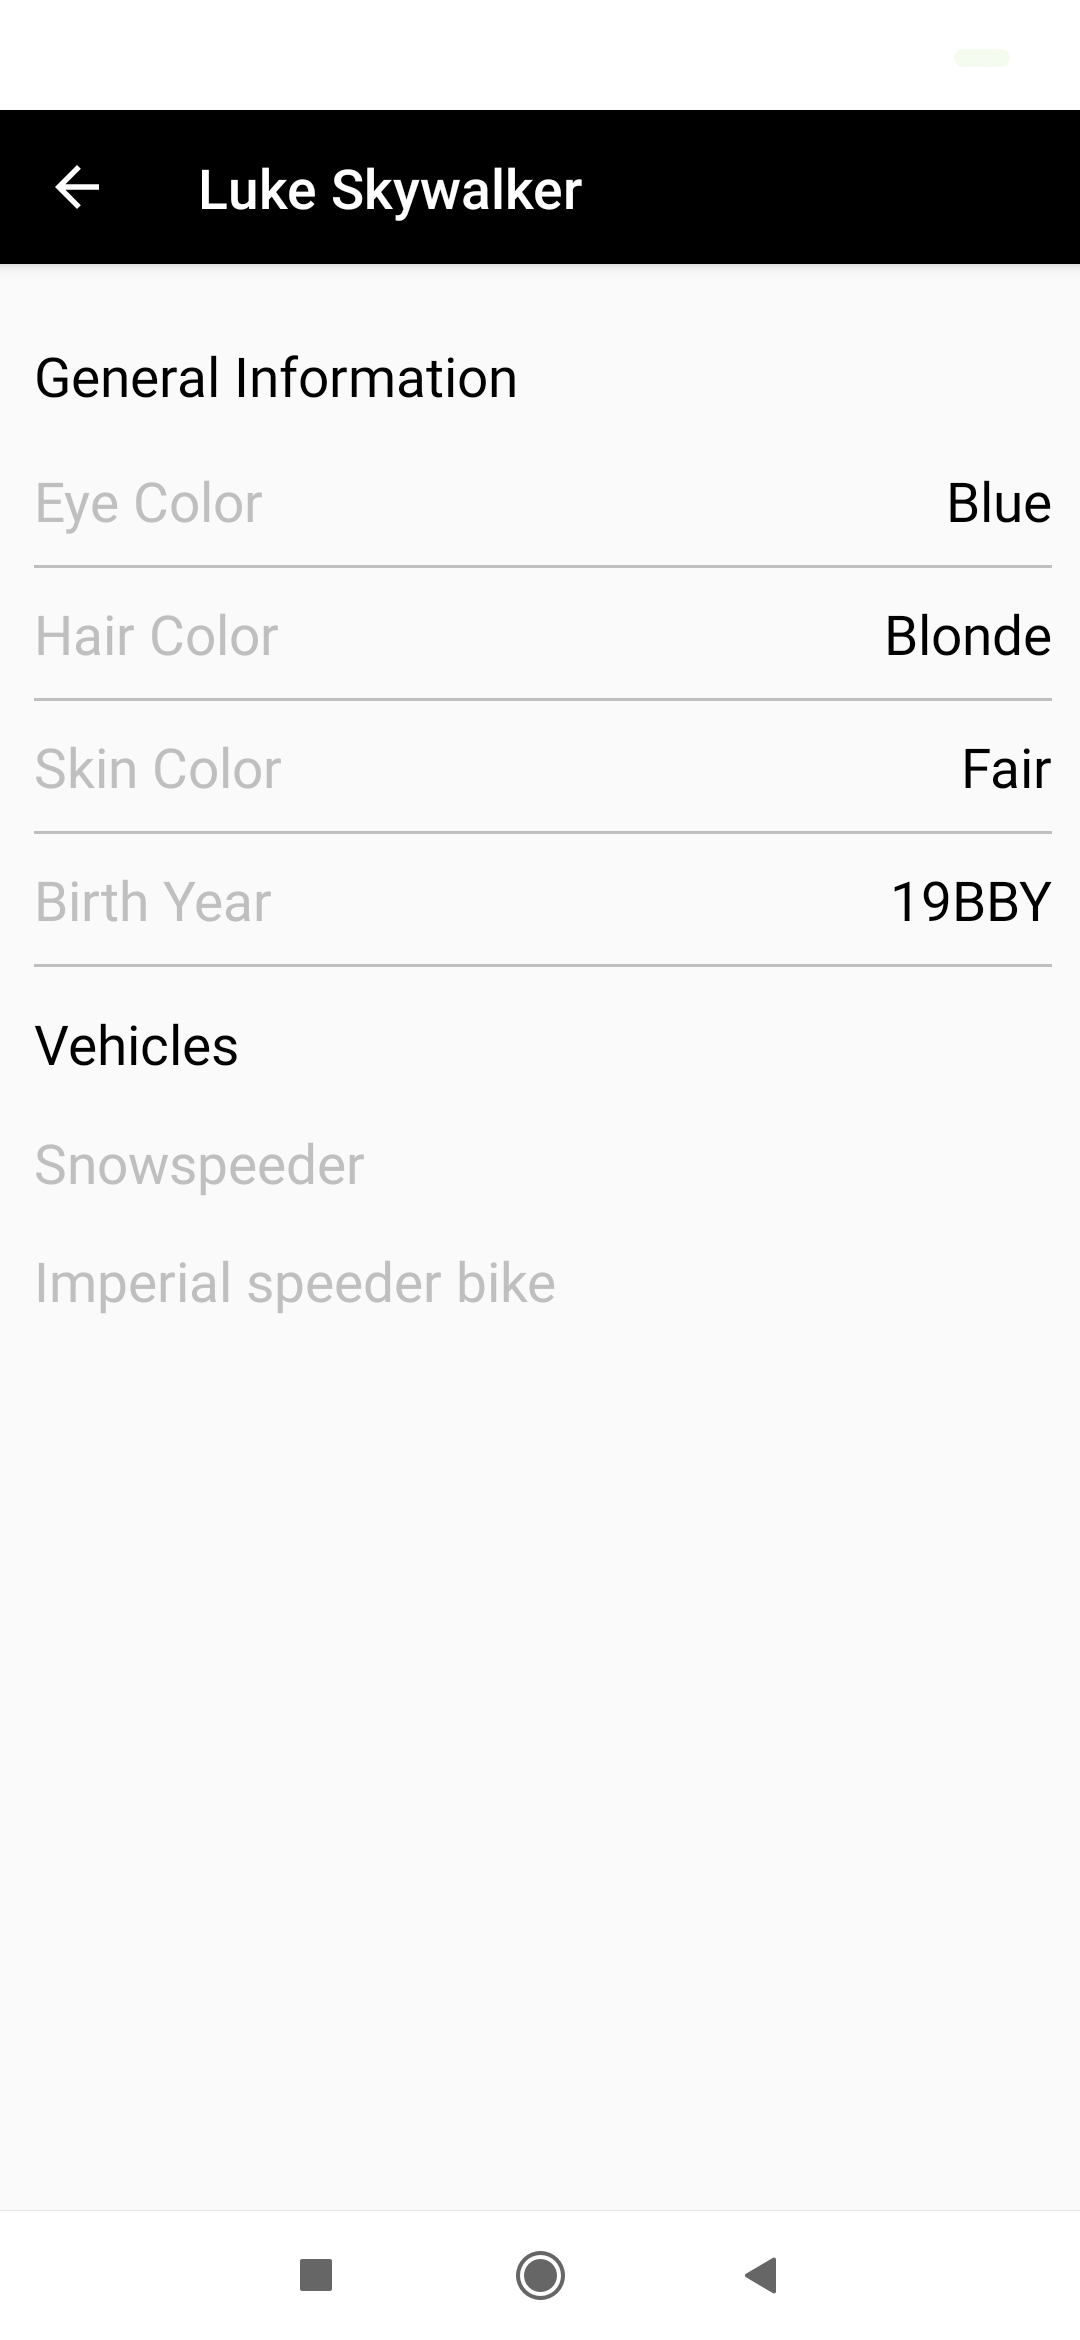 Luke Skywalker
General Information
Eye Color Blue
Hair Color Blonde
Skin Color Fair
Birth Year 19BBY
Vehicles
Snowspeeder
Imperial speeder bike